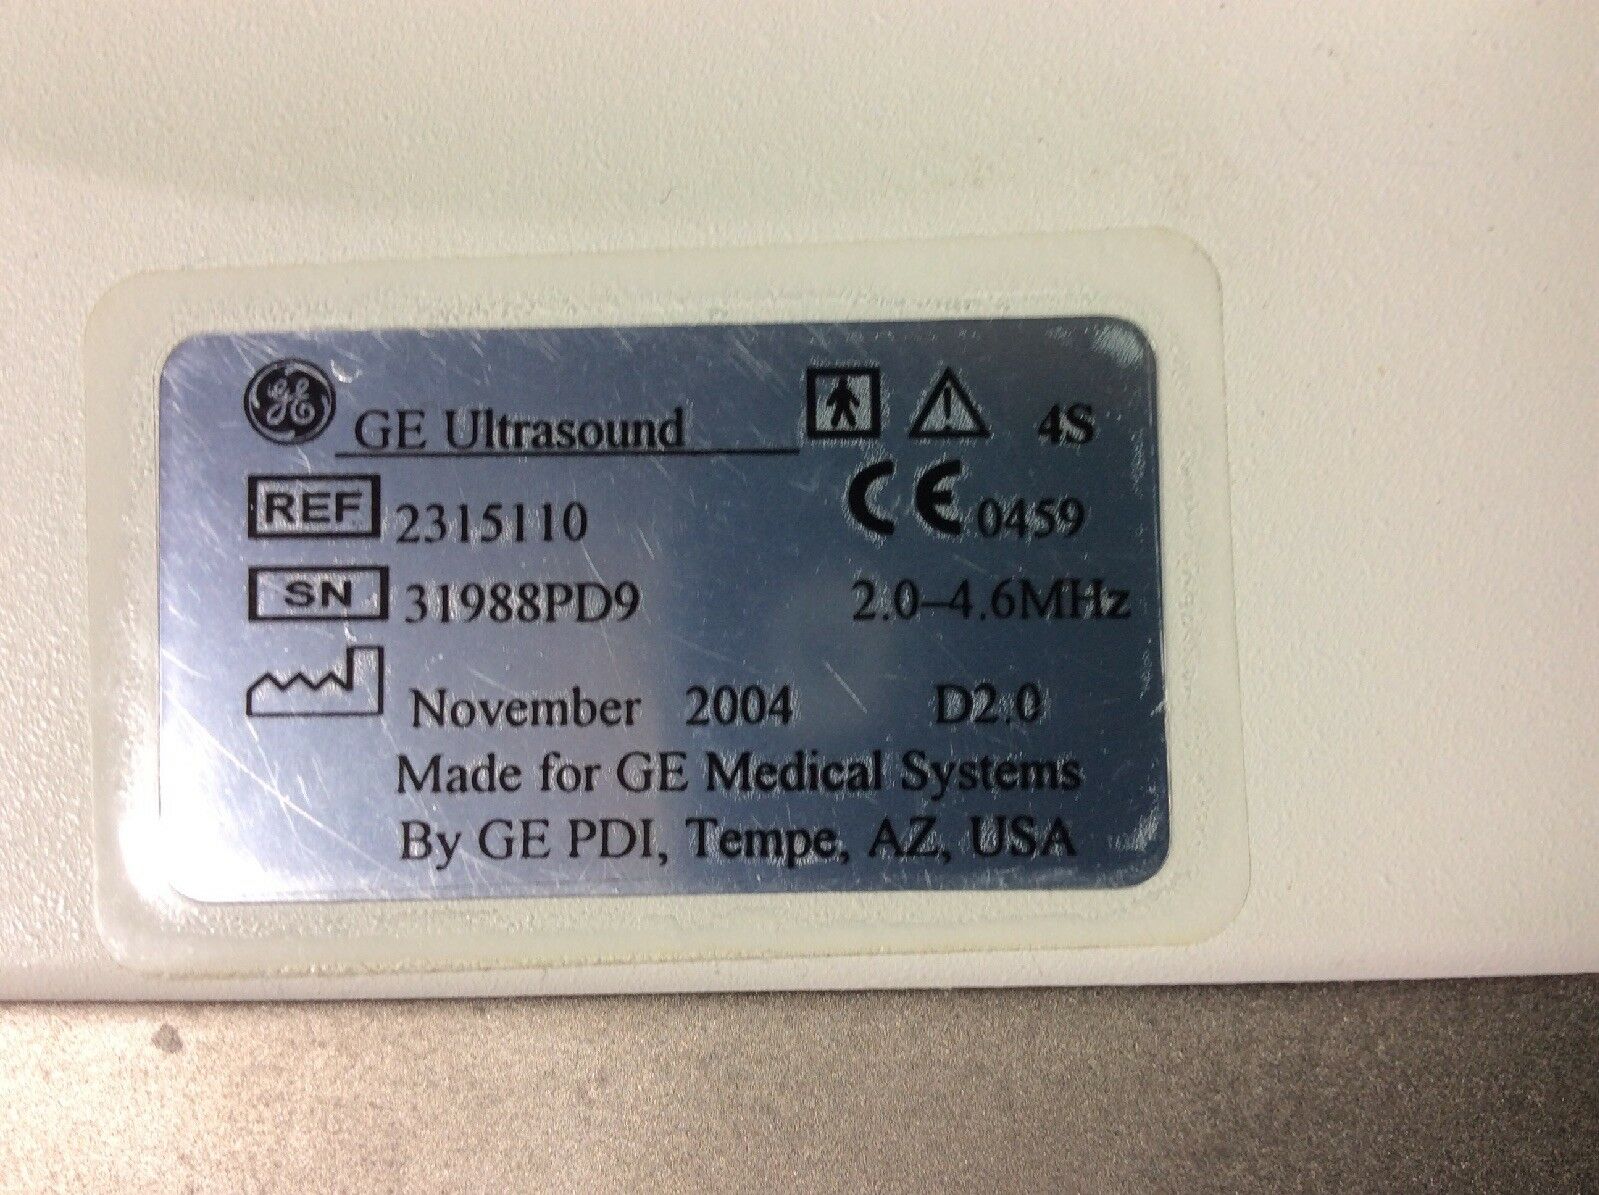 GE GE Ultrasound 4S
REF 2315110 CE 0459
SN 31988PD9 2.0–4.6MHz
November 2004 D2.0
Made for GE Medical Systems
By GE PDI, Tempe, AZ, USA